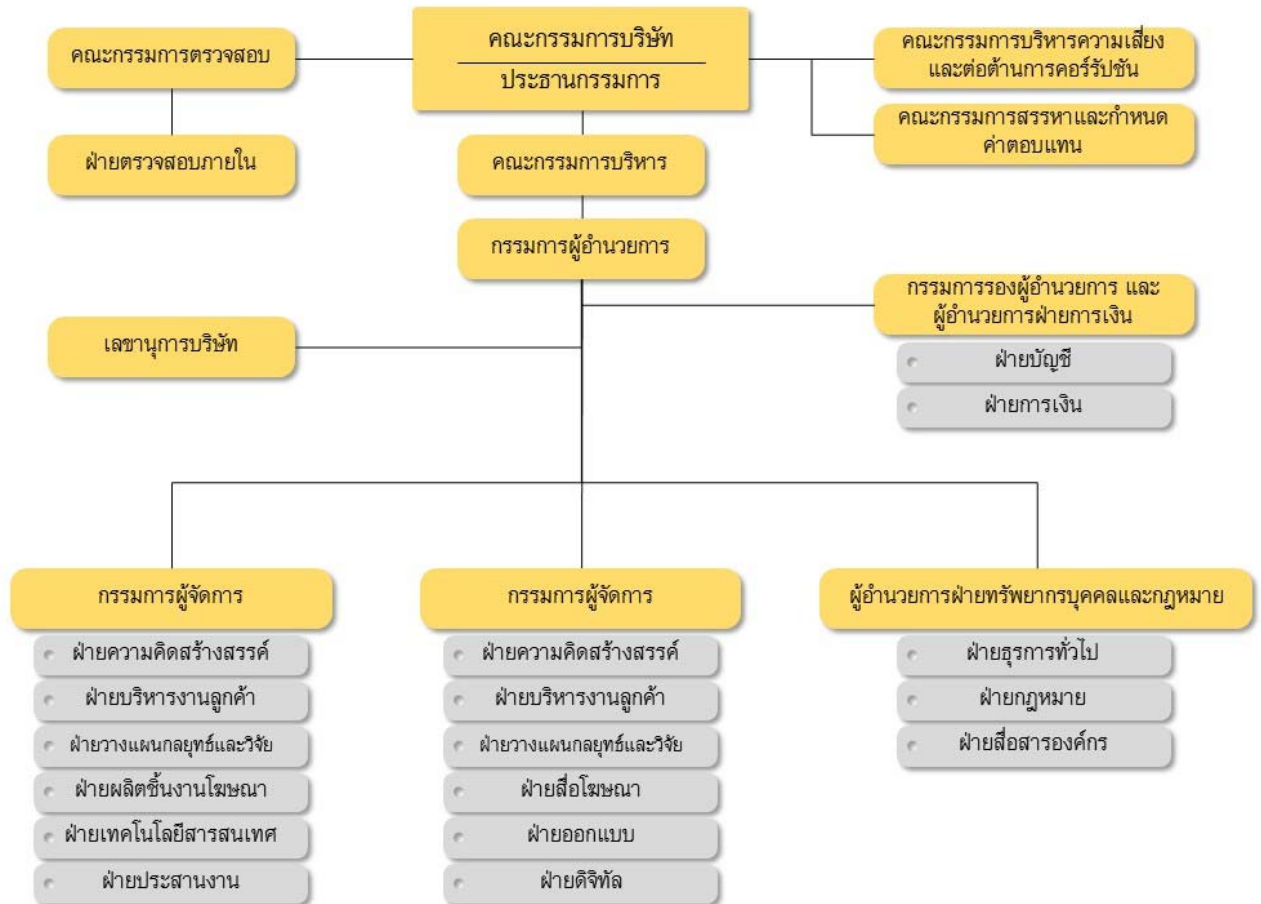 คณะกรรมการตรวจสอบ
คณะกรรมการบริษัท
ประธานกรรมการ
คณะกรรมการบริหารความเสี่ยง
และต่อต้านการคอร์รัปชัน
คณะกรรมการสรรหาและกำหนด
ค่าตอบแทน
ฝ่ายตรวจสอบภายใน
คณะกรรมการบริหาร
กรรมการผู้อำนวยการ
กรรมการรองผู้อำนวยการ และ
ผู้อำนวยการฝ่ายการเงิน
ฝ่ายบัญชี
ฝ่ายการเงิน
เลขานุการบริษัท
กรรมการผู้จัดการ
ฝ่ายความคิดสร้างสรรค์
ฝ่ายบริหารงานลูกค้า
ฝ่ายวางแผนกลยุทธ์และวิจัย
ฝ่ายผลิตชิ้นงานโฆษณา
ฝ่ายเทคโนโลยีสารสนเทศ
ฝ่ายประสานงาน
กรรมการผู้จัดการ
ฝ่ายความคิดสร้างสรรค์
ฝ่ายบริหารงานลูกค้า
ฝ่ายวางแผนกลยุทธ์และวิจัย
ฝ่ายสื่อโฆษณา
ฝ่ายออกแบบ
ฝ่ายดิจิทัล
ผู้อำนวยการฝ่ายทรัพยากรบุคคลและกฎหมาย
ฝ่ายธุรการทั่วไป
ฝ่ายกฎหมาย
ฝ่ายสื่อสารองค์กร